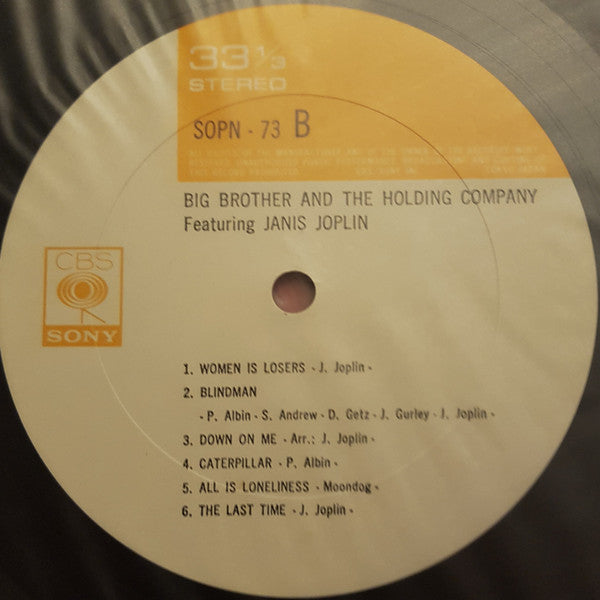 33 1/3
STEREO
SOPN - 73 B
BIG BROTHER AND THE HOLDING COMPANY
Featuring JANIS JOPLIN
CBS
SONY
1. WOMEN IS LOSERS - J. Joplin -
2. BLINDMAN
- P. Albin - S. Andrew - D. Getz - J. Gurley - J. Joplin -
3. DOWN ON ME - Arr.: J. Joplin -
4. CATERPILLAR - P. Albin -
5. ALL IS LONELINESS - Moondog -
6. THE LAST TIME - J. Joplin -